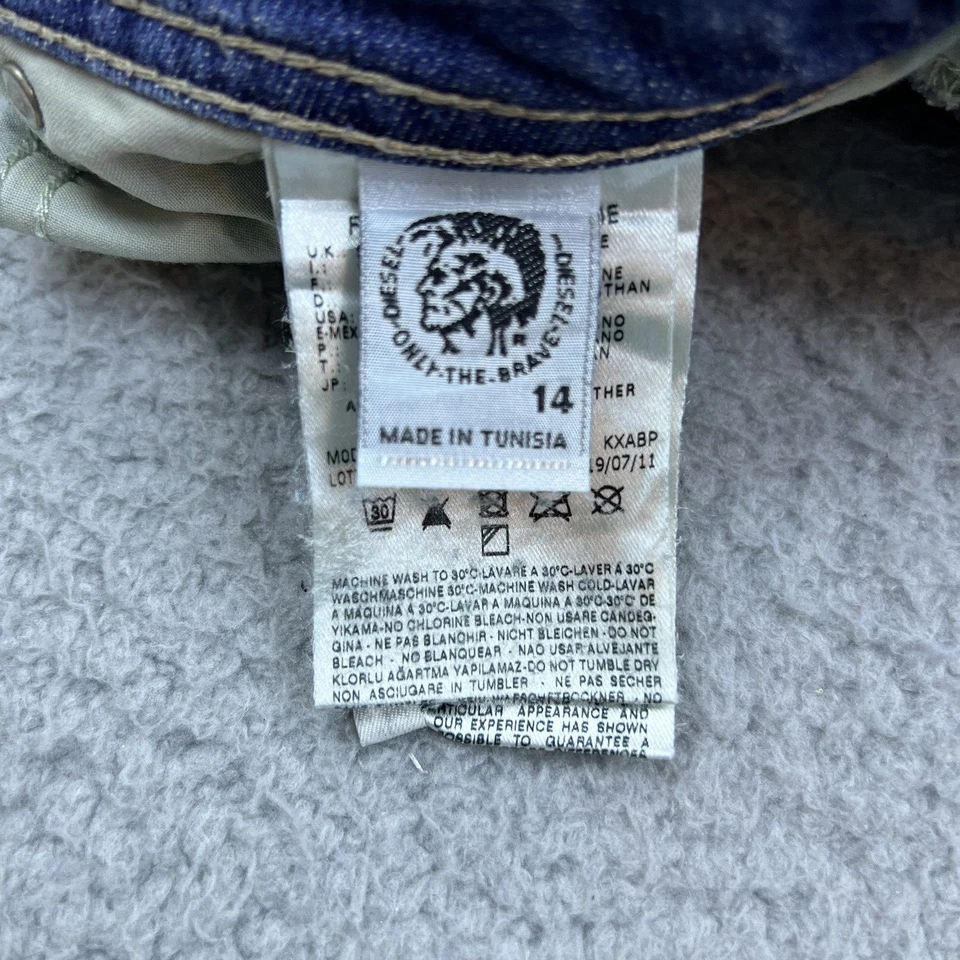 DIESEL·ONLY·THE·BRAVE·DIESEL
14
MADE IN TUNISIA
U.K
D.
USA:
E-MEX
P.:
T.:
JP:
NE
THAN
NO
NO
AN
THER
KXABP
19/07/11
30
MACHINE WASH TO 30°C·LAVARE A 30°C-LAVER À 30°C
WASCHMASCHINE 30°C-MACHINE WASH COLD-LAVAR
A MAQUINA A 30°C-LAVAR A MAQUINA A 30°C-30°C' DE
YIKAMA-NO CHLORINE BLEACH-NON USARE CANDEG-
GINA - NE PAS BLANCHIR - NICHT BLEICHEN -DO NOT
BLEACH - NO BLANQUEAR - NAO USAR ALVEJANTE
KLORLU AĞARTMA YAPILAMAZ-DO NOT TUMBLE DRY
NON ASCIUGARE IN TUMBLER - NE PAS SECHER
NO
APPEARANCE AND
OUR EXPERIENCE HAS SHOWN
TO GUARANTEE A